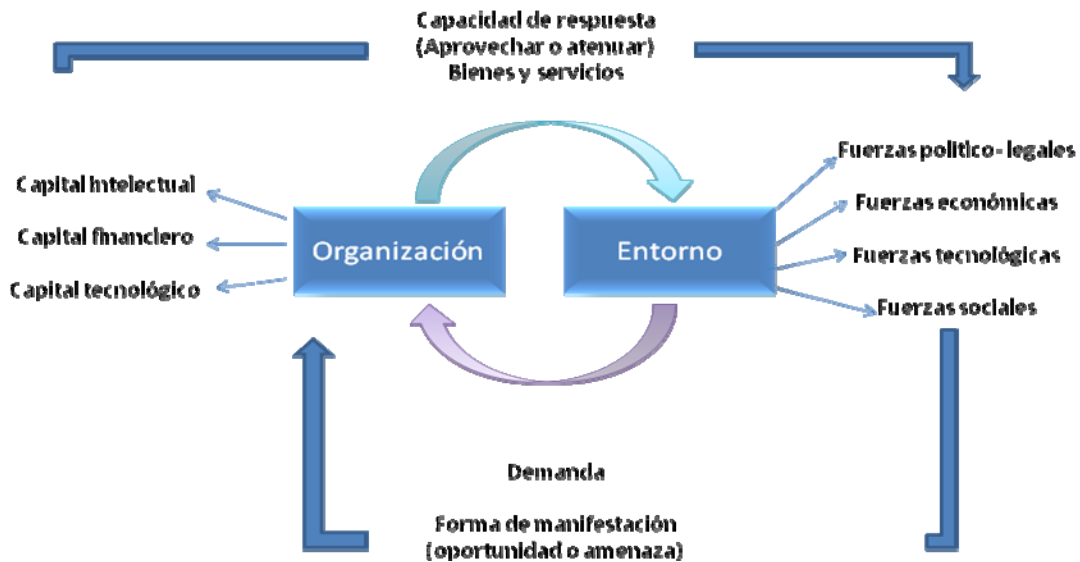 Capacidad de respuesta
(Aprovechar o atenuar)
Bienes y servicios
Capital intelectual
Capital financiero
Capital tecnológico
Organización
Entorno
Fuerzas politico- legales
Fuerzas económicas
Fuerzas tecnológicas
Fuerzas sociales
Demanda
Forma de manifestación
(oportunidad o amenaza)